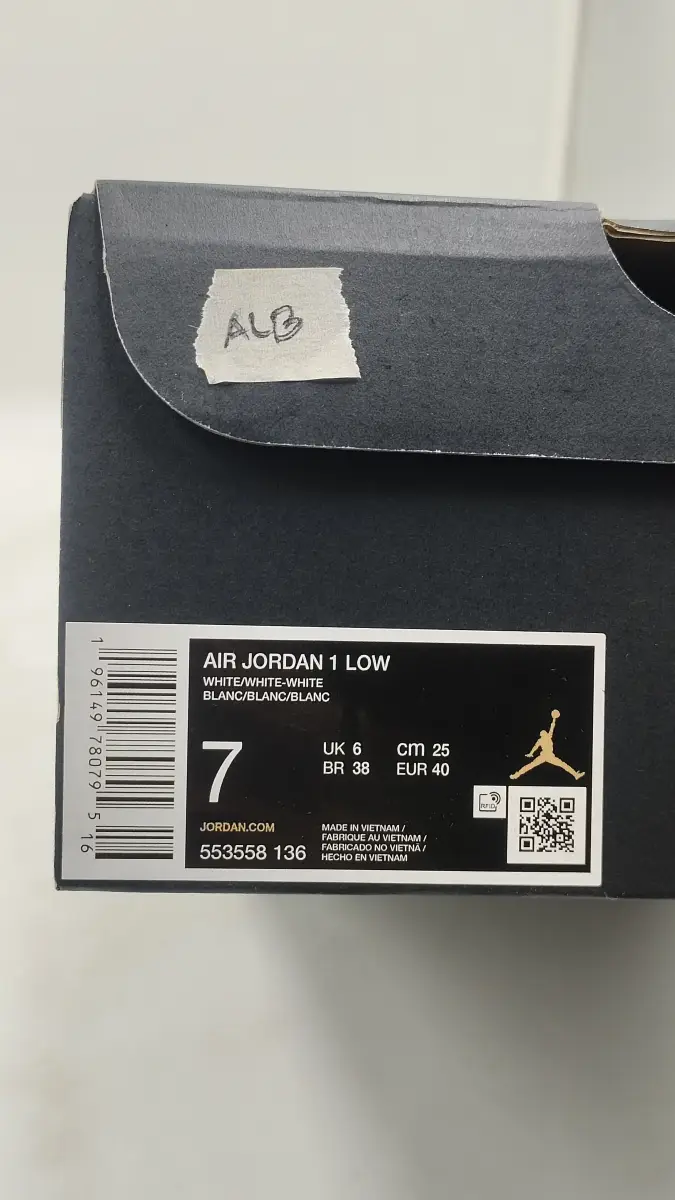 ALB
AIR JORDAN 1 LOW
WHITE/WHITE-WHITE
BLANC/BLANC/BLANC
7
UK 6 cm 25
BR 38 EUR 40
RFID
JORDAN.COM
553558 136
MADE IN VIETNAM /
FABRIQUE AU VIETNAM /
FABRICADO NO VIETNÃ /
HECHO EN VIETNAM
1 96149 78079 5 16